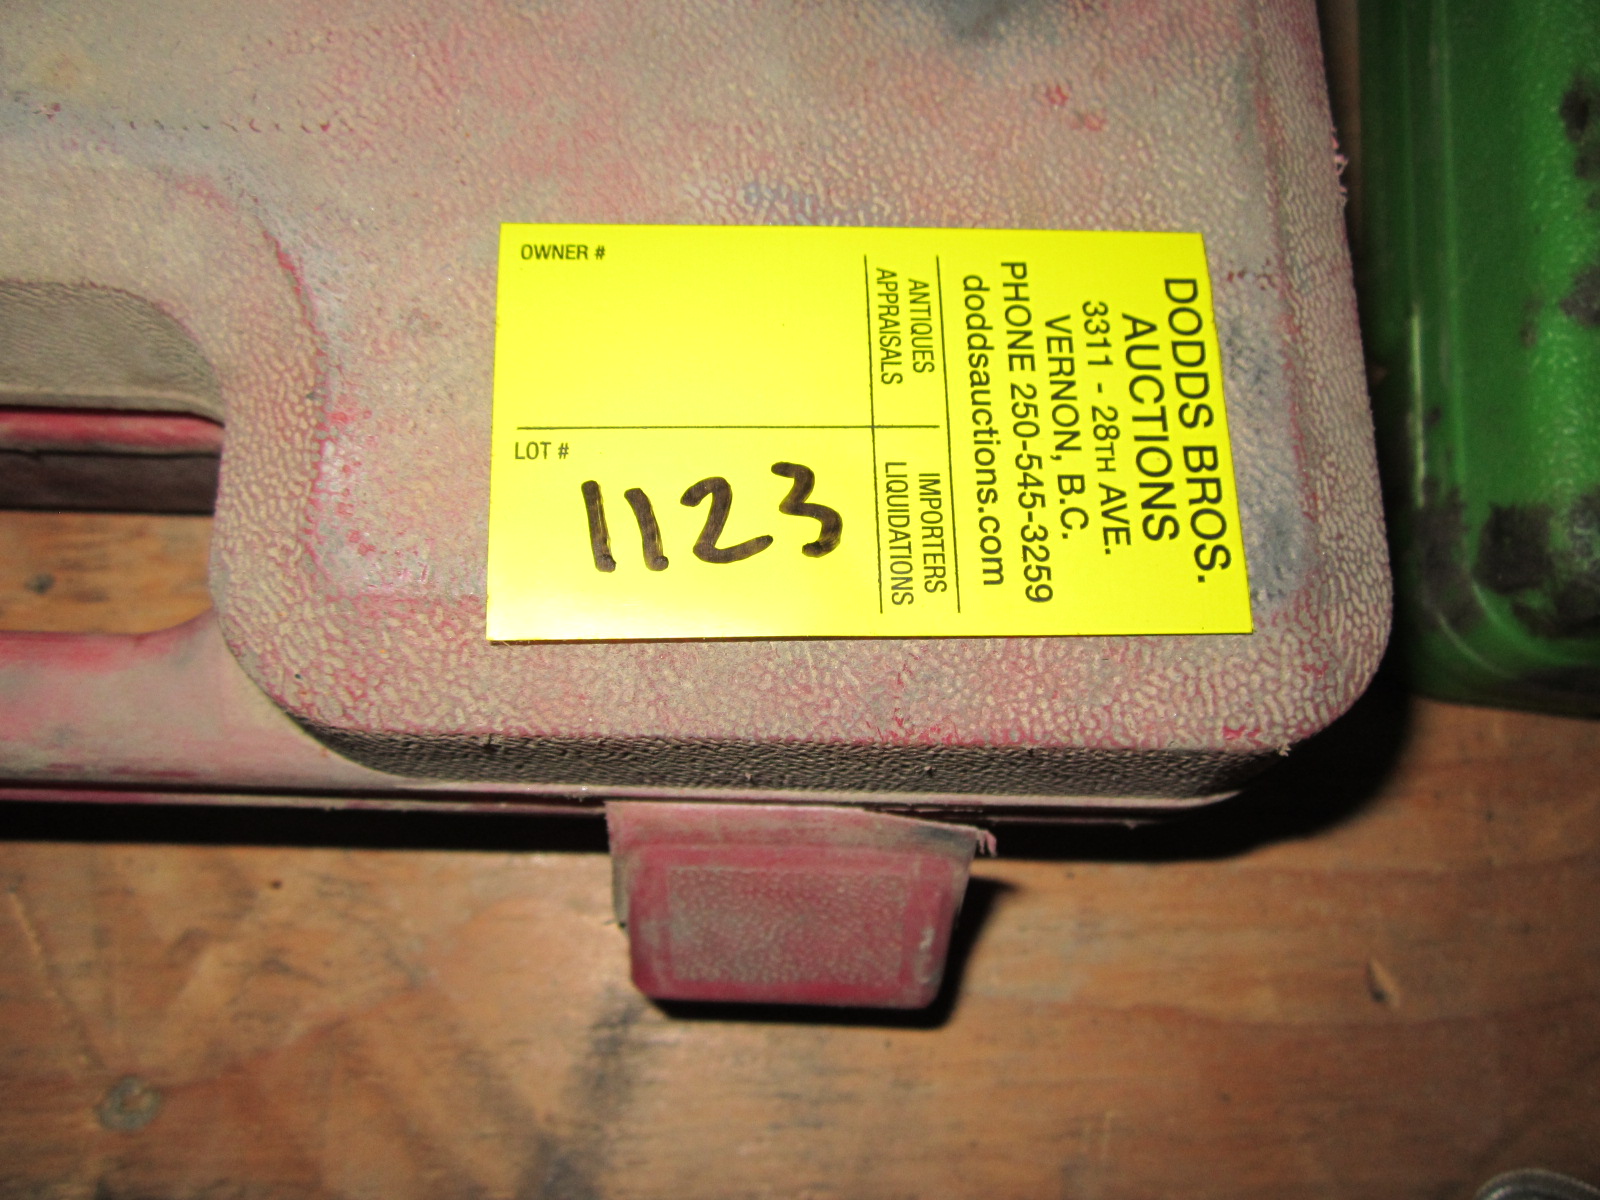 DODDS BROS.
AUCTIONS
3311 - 28TH AVE.
VERNON, B.C.
PHONE 250-545-3259
doddsauctions.com
ANTIQUES
APPRAISALS
IMPORTERS
LIQUIDATIONS
OWNER #
LOT #
1123